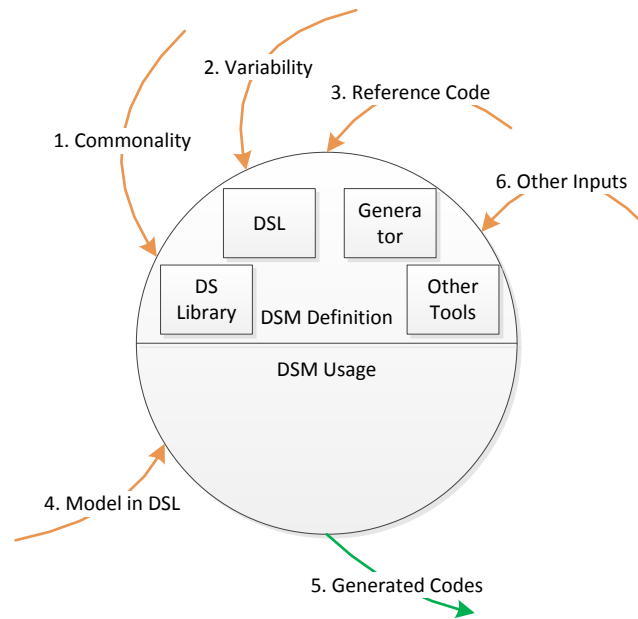 2. Variability
3. Reference Code
1. Commonality
6. Other Inputs
DSL
Genera
tor
DS
Library
Other
Tools
DSM Definition
DSM Usage
4. Model in DSL
5. Generated Codes